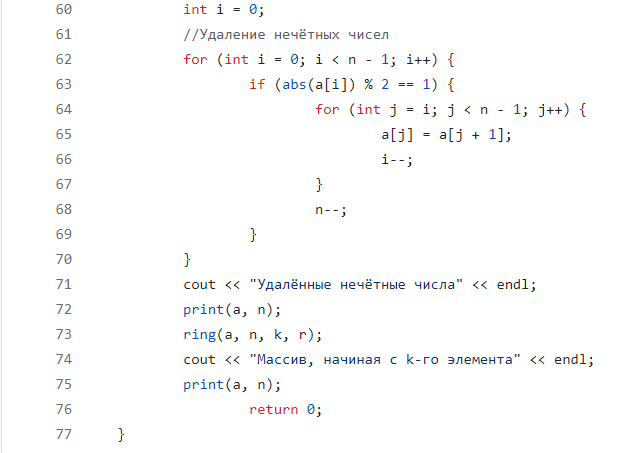 60 int i = 0;
61 //Удаление нечётных чисел
62 for (int i = 0; i < n - 1; i++) {
63 if (abs(a[i]) % 2 == 1) {
64 for (int j = i; j < n - 1; j++) {
65 a[j] = a[j + 1];
66 i--;
67 }
68 n--;
69 }
70 }
71 cout << "Удалённые нечётные числа" << endl;
72 print(a, n);
73 ring(a, n, k, r);
74 cout << "Массив, начиная с k-го элемента" << endl;
75 print(a, n);
76 return 0;
77 }